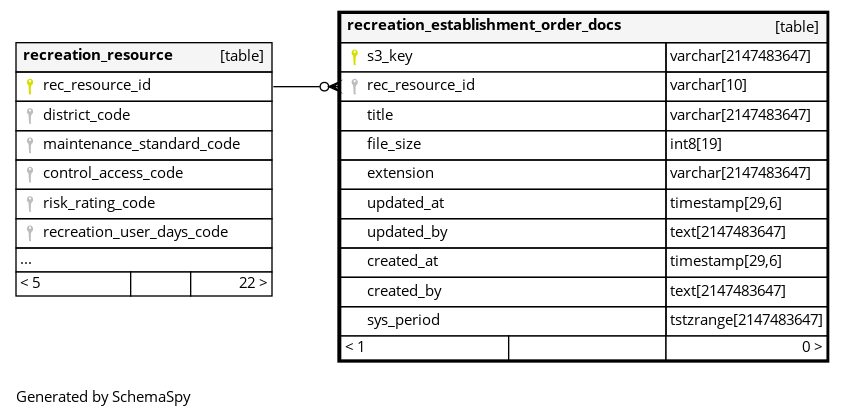 recreation_resource [table]
rec_resource_id
district_code
maintenance_standard_code
control_access_code
risk_rating_code
recreation_user_days_code
...
< 5 22 >
recreation_establishment_order_docs [table]
s3_key varchar[2147483647]
rec_resource_id varchar[10]
title varchar[2147483647]
file_size int8[19]
extension varchar[2147483647]
updated_at timestamp[29,6]
updated_by text[2147483647]
created_at timestamp[29,6]
created_by text[2147483647]
sys_period tstzrange[2147483647]
< 1 0 >
Generated by SchemaSpy